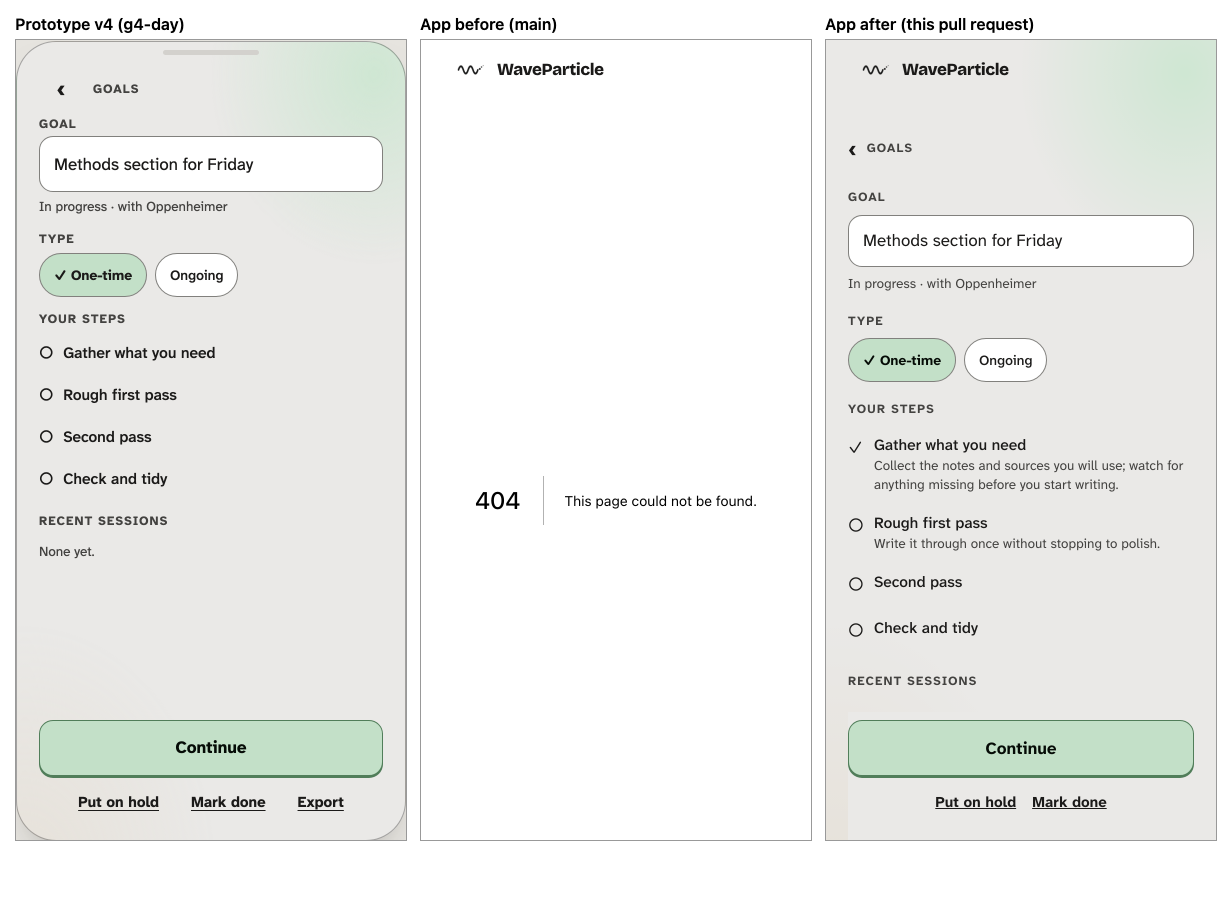 Prototype v4 (g4-day)
GOALS
GOAL
Methods section for Friday
In progress · with Oppenheimer
TYPE
One-time
Ongoing
YOUR STEPS
Gather what you need
Rough first pass
Second pass
Check and tidy
RECENT SESSIONS
None yet.
Continue
Put on hold
Mark done
Export
App before (main)
WaveParticle
404
This page could not be found.
App after (this pull request)
WaveParticle
GOALS
GOAL
Methods section for Friday
In progress · with Oppenheimer
TYPE
One-time
Ongoing
YOUR STEPS
Gather what you need
Collect the notes and sources you will use; watch for
anything missing before you start writing.
Rough first pass
Write it through once without stopping to polish.
Second pass
Check and tidy
RECENT SESSIONS
Continue
Put on hold
Mark done